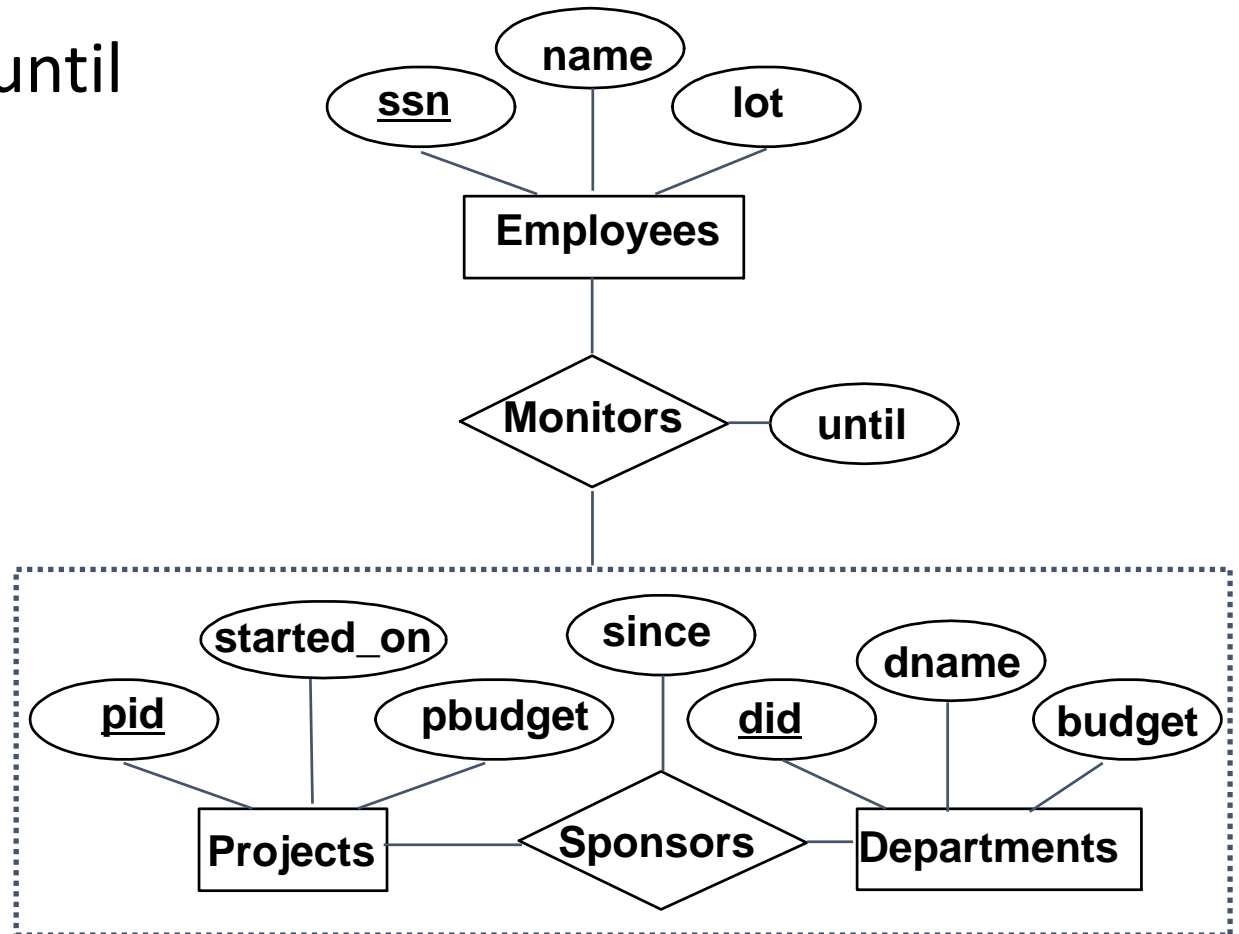 until
name
ssn
lot
Employees
Monitors
until
started_on
since
dname
pid
pbudget
did
budget
Projects
Sponsors
Departments